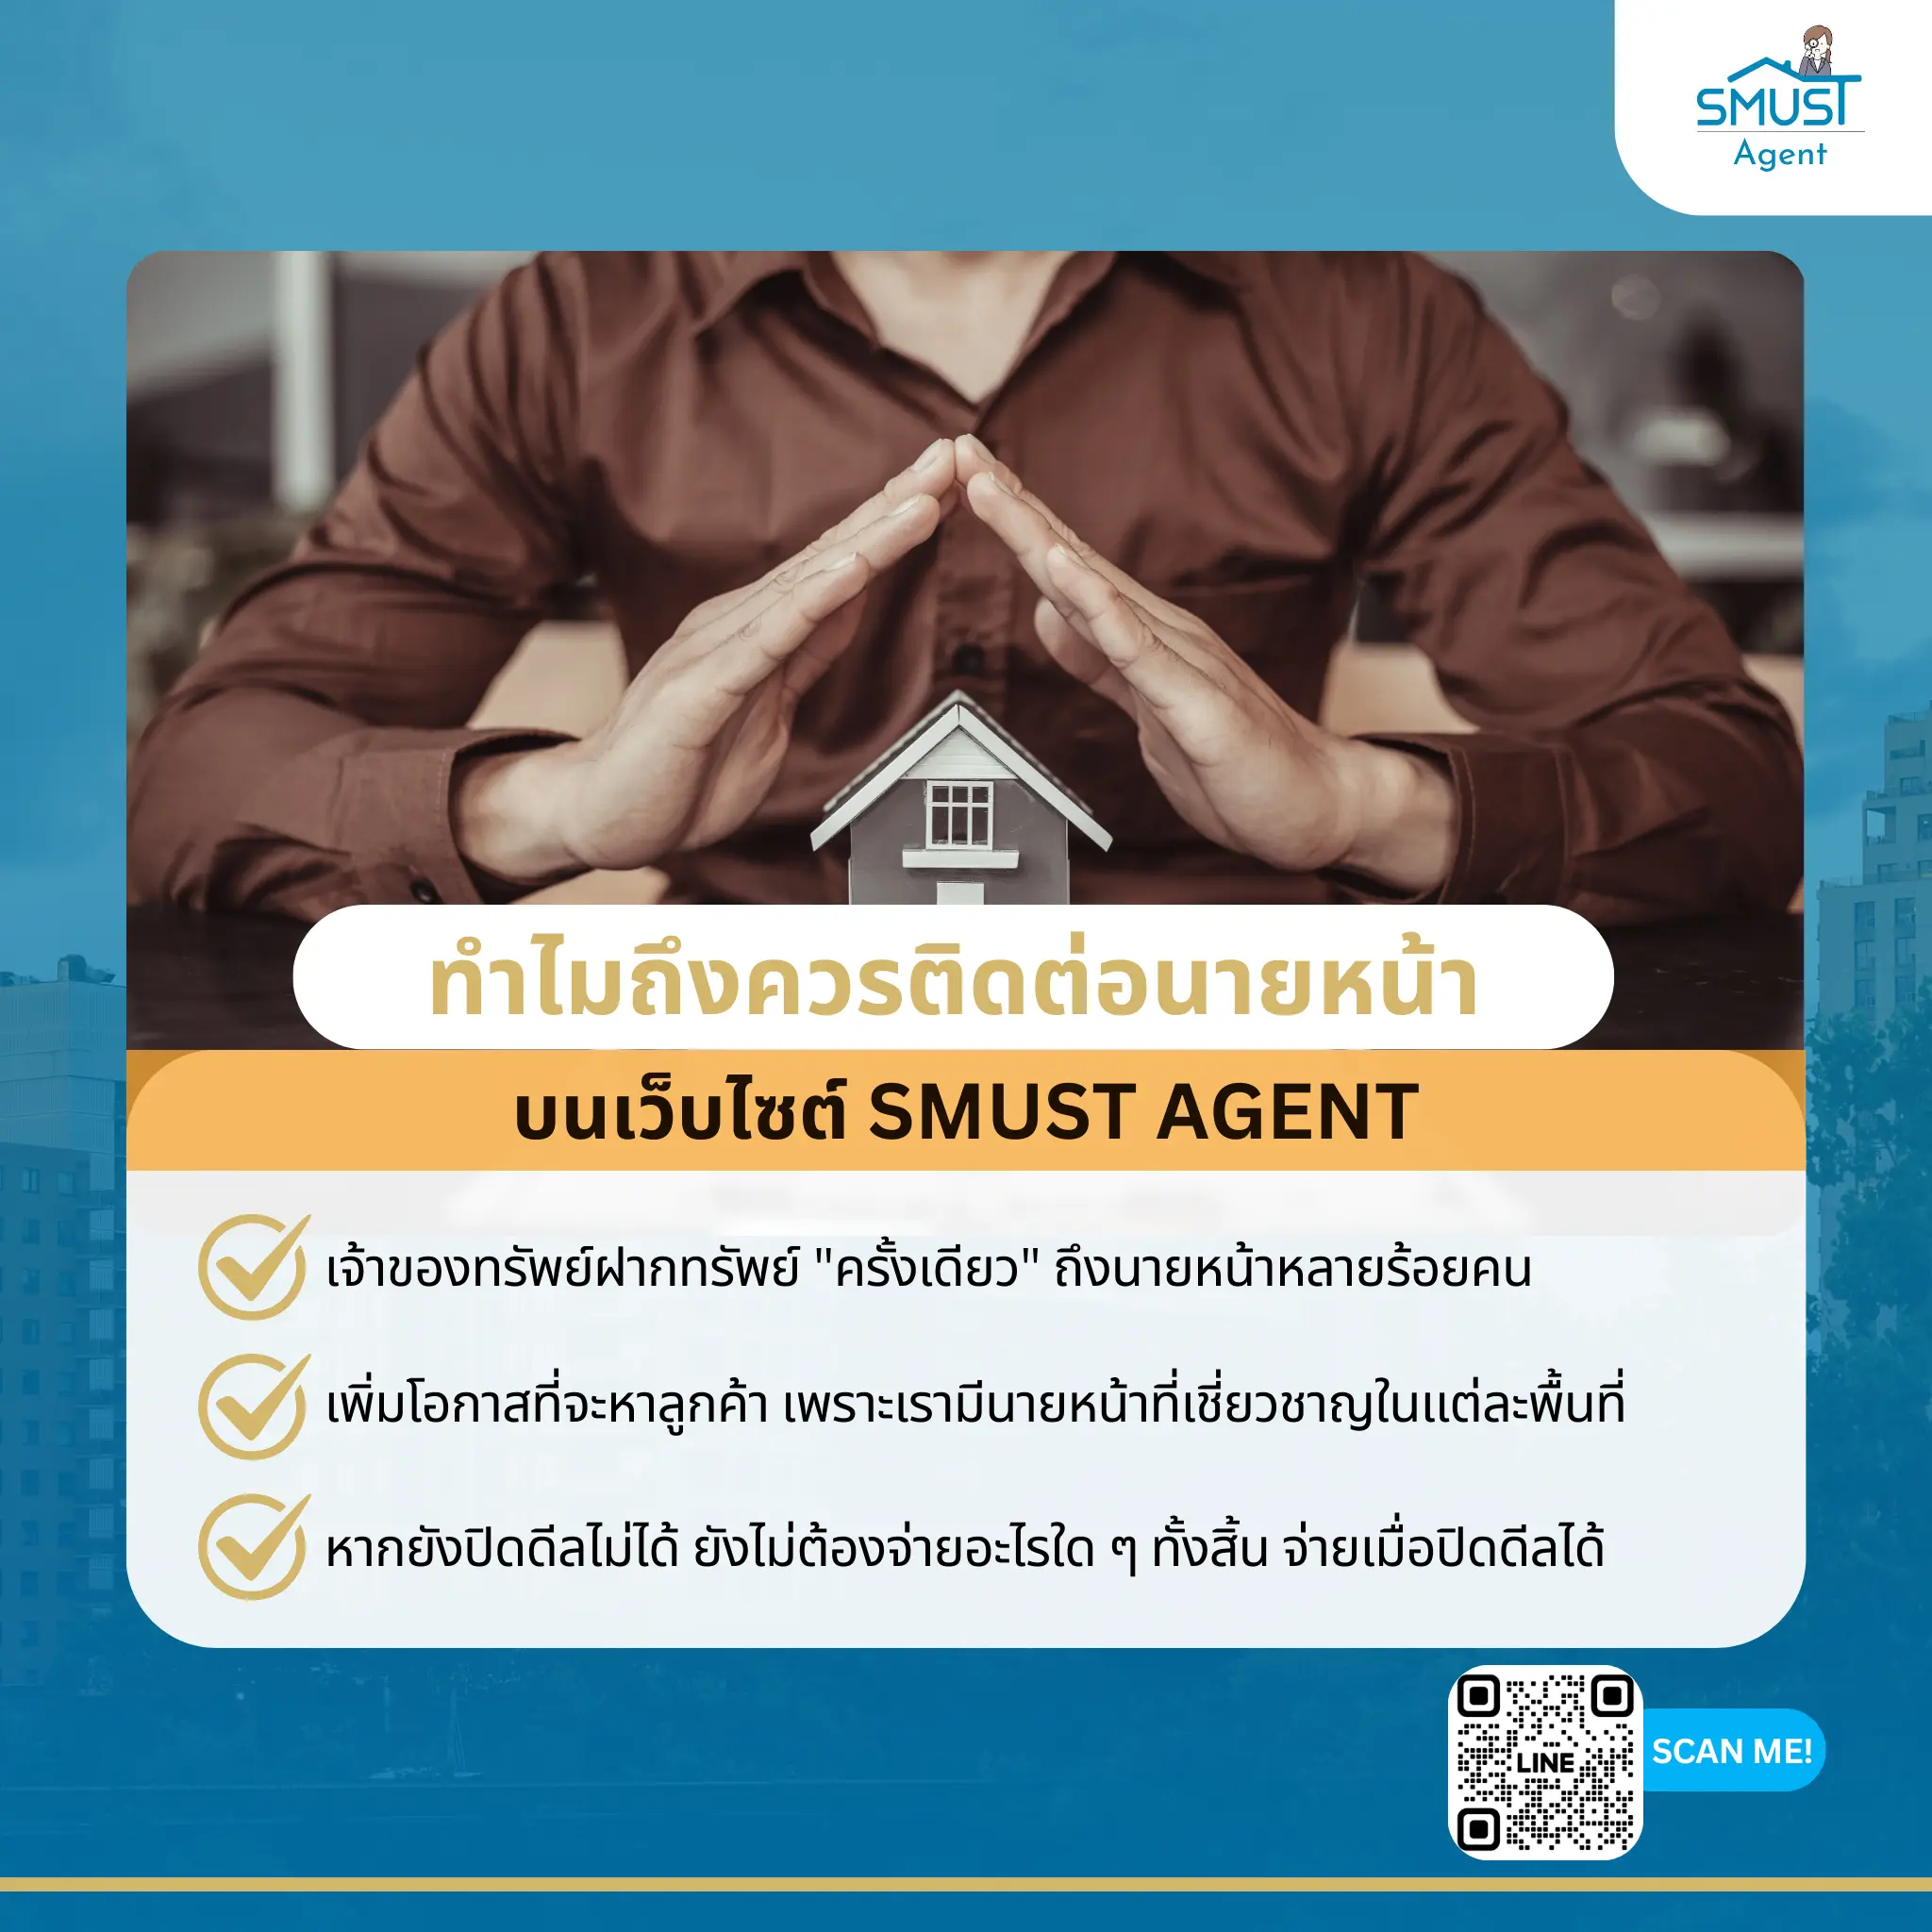 SMUST
Agent
ทำไมถึงควรติดต่อนายหน้า
บนเว็บไซต์ SMUST AGENT
เจ้าของทรัพย์ฝากทรัพย์ "ครั้งเดียว" ถึงนายหน้าหลายร้อยคน
เพิ่มโอกาสที่จะหาลูกค้า เพราะเรามีนายหน้าที่เชี่ยวชาญในแต่ละพื้นที่
หากยังปิดดีลไม่ได้ ยังไม่ต้องจ่ายอะไรใด ๆ ทั้งสิ้น จ่ายเมื่อปิดดีลได้
LINE
SCAN ME!